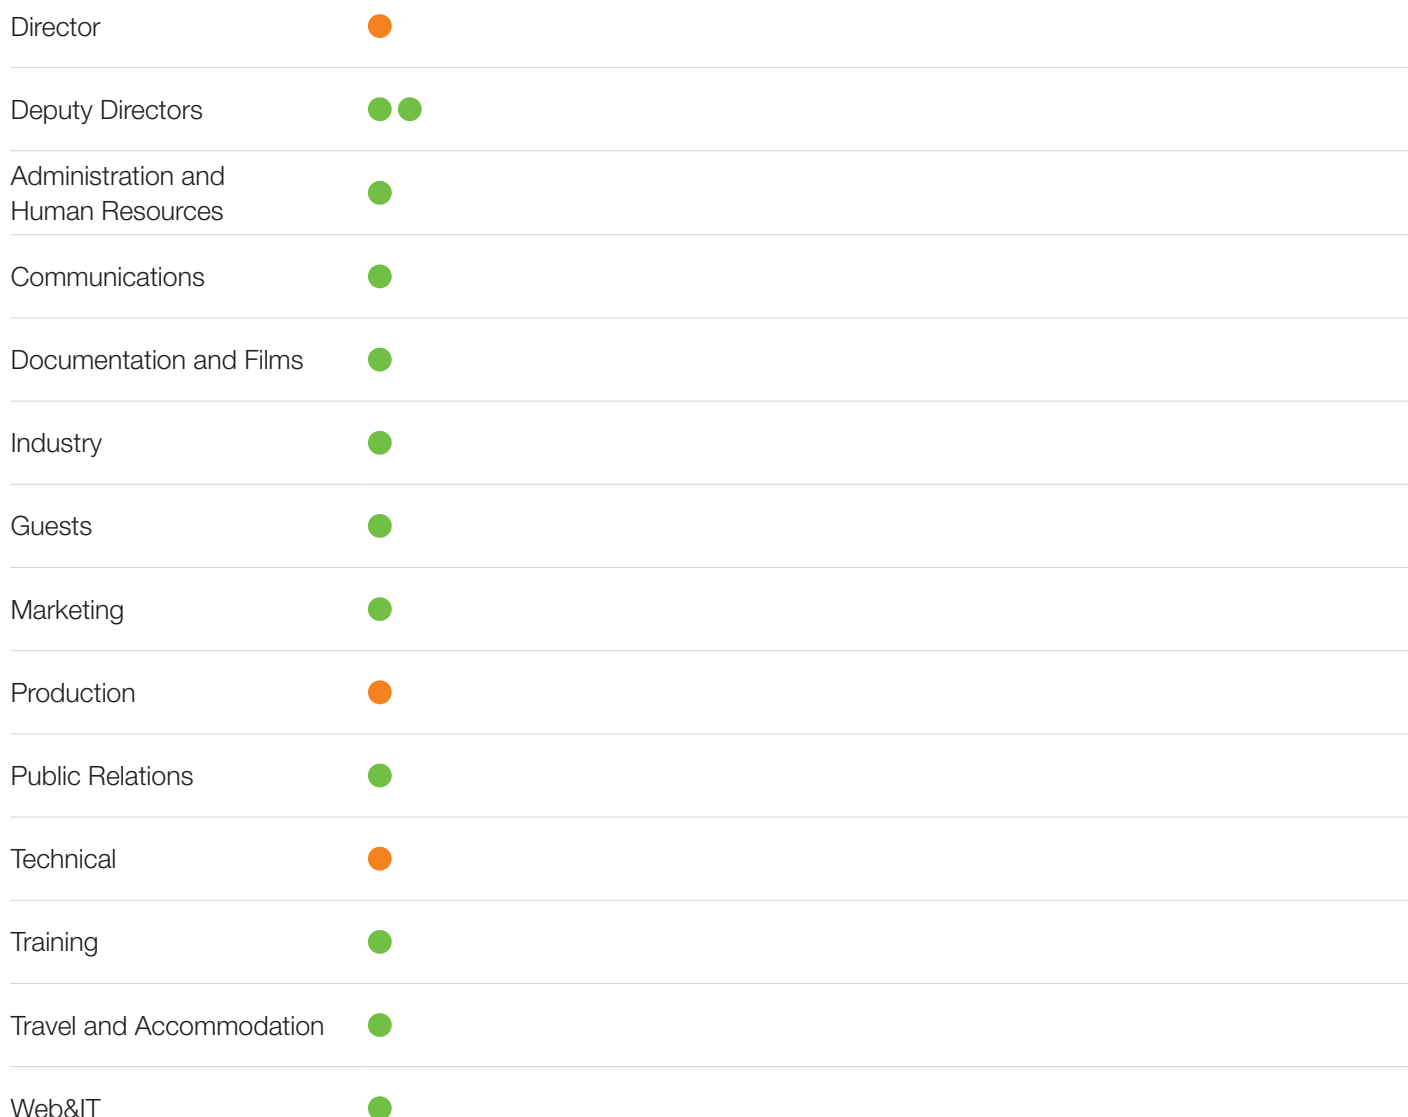 Director
Deputy Directors
Administration and
Human Resources
Communications
Documentation and Films
Industry
Guests
Marketing
Production
Public Relations
Technical
Training
Travel and Accommodation
Web&IT